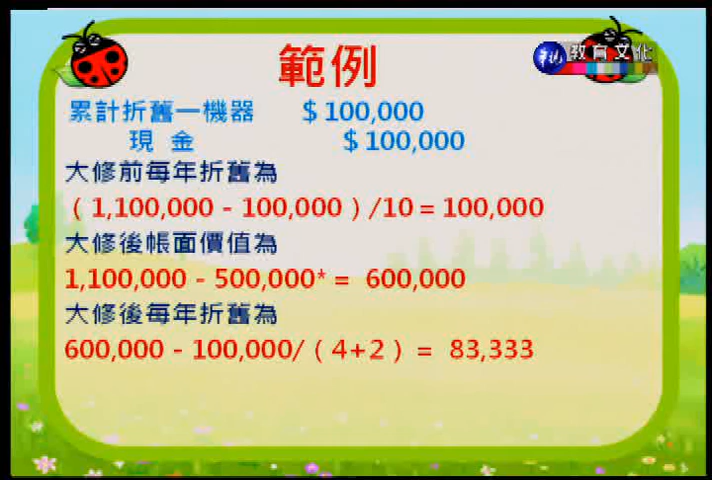 範例
華視 教育文化
累計折舊一機器 $100,000
現 金 $100,000
大修前每年折舊為
(1,100,000 - 100,000)/10=100,000
大修後帳面價值為
1,100,000 - 500,000* = 600,000
大修後每年折舊為
600,000 - 100,000/(4+2) = 83,333